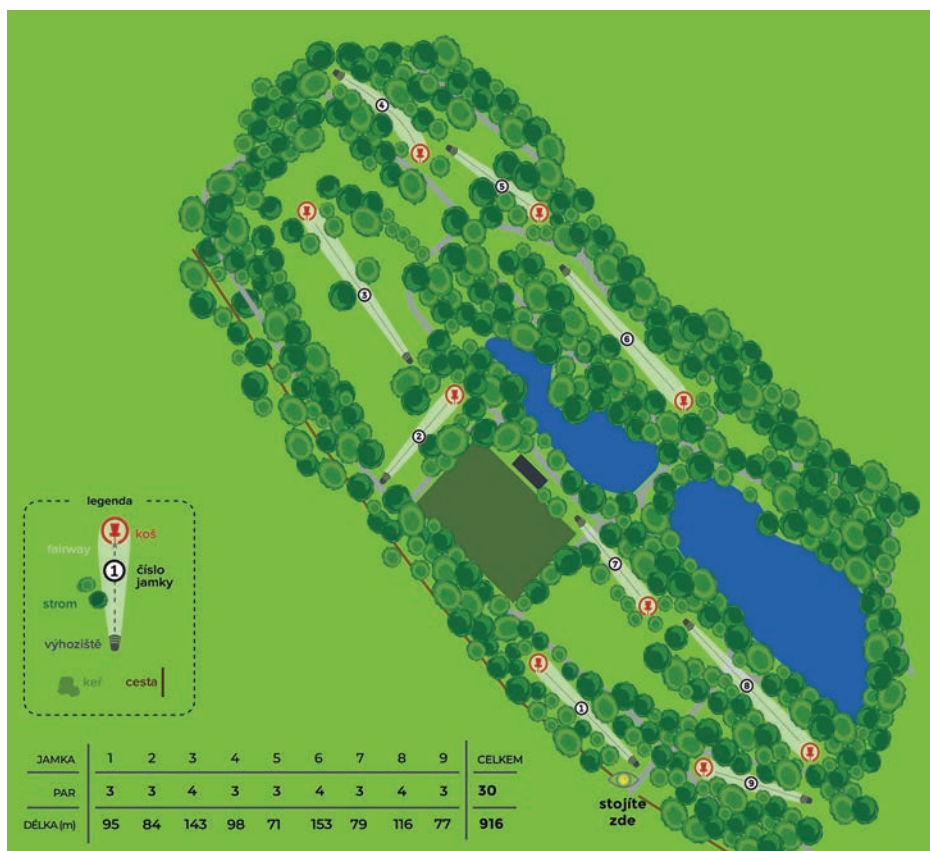 4
5
3
6
2
7
8
1
9
legenda
koš
fairway
1
číslo
jamky
strom
výhoziště
keř
cesta
stojíte
zde
JAMKA 1 2 3 4 5 6 7 8 9 CELKEM
PAR 3 3 4 3 3 4 3 4 3 30
DÉLKA (m) 95 84 143 98 71 153 79 116 77 916